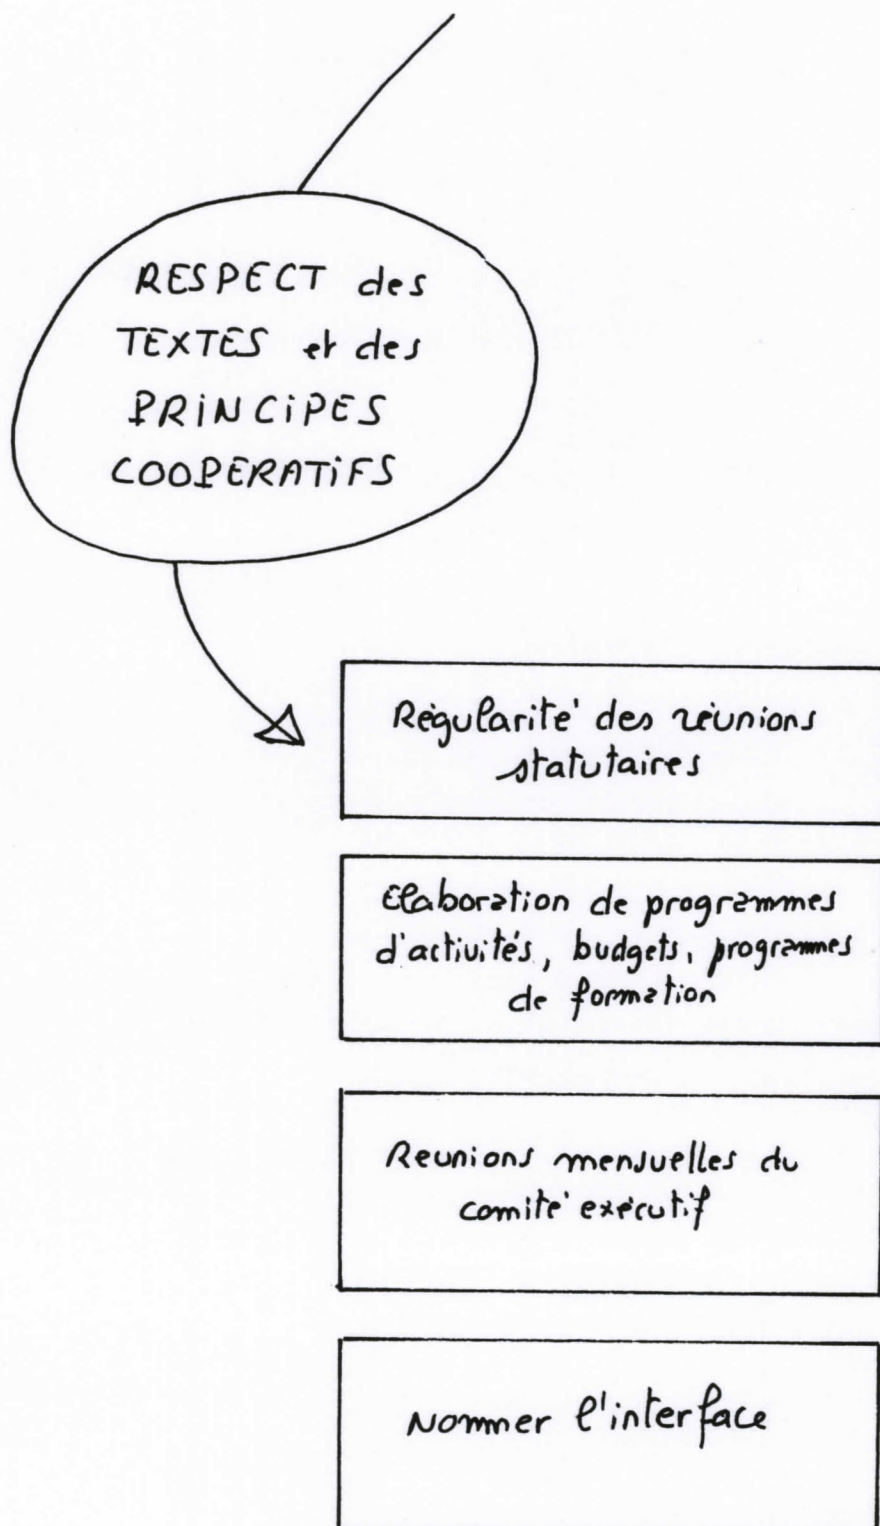 RESPECT des
TEXTES et des
PRINCIPES
COOPERATIFS
Régularité des réunions
statutaires
Elaboration de programmes
d'activités, budgets, programmes
de formation
Reunions mensuelles du
comité exécutif
Nommer l'interface